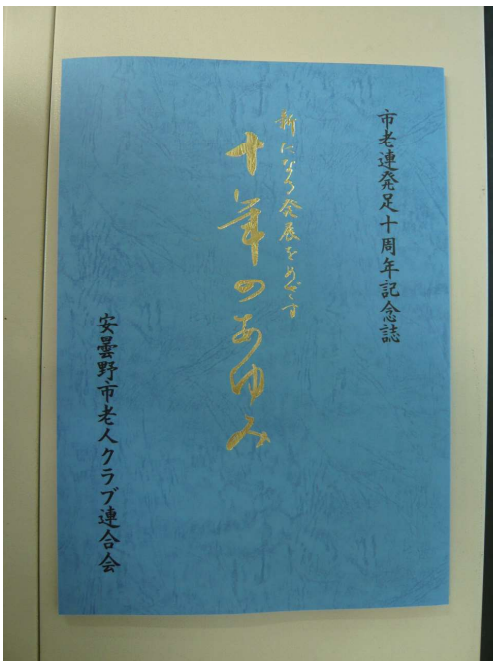 市老連発足十周年記念誌
新たなる発展をめざす
十年のあゆみ
安曇野市老人クラブ連合会